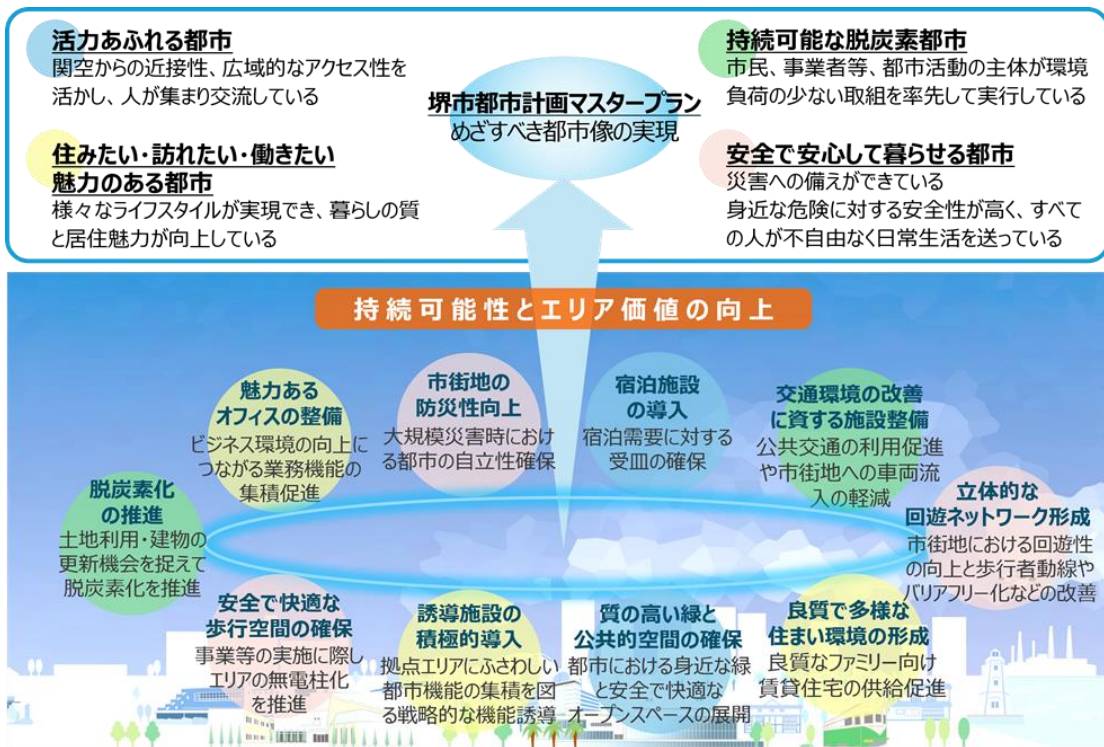 活力あふれる都市
関空からの近接性、広域的なアクセス性を
活かし、人が集まり交流している
住みたい・訪れたい・働きたい
魅力のある都市
様々なライフスタイルが実現でき、暮らしの質
と居住魅力が向上している
堺市都市計画マスタープラン
めざすべき都市像の実現
持続可能な脱炭素都市
市民、事業者等、都市活動の主体が環境
負荷の少ない取組を率先して実行している
安全で安心して暮らせる都市
災害への備えができている
身近な危険に対する安全性が高く、すべて
の人が不自由なく日常生活を送っている
持続可能性とエリア価値の向上
魅力ある
オフィスの整備
ビジネス環境の向上に
つながる業務機能の
集積促進
市街地の
防災性向上
大規模災害時におけ
る都市の自立性確保
宿泊施設
の導入
宿泊需要に対する
受皿の確保
交通環境の改善
に資する施設整備
公共交通の利用促進
や市街地への車両流
入の軽減
脱炭素化
の推進
土地利用・建物の
更新機会を捉えて
脱炭素化を推進
立体的な
回遊ネットワーク形成
市街地における回遊性
の向上と歩行者動線や
バリアフリー化などの改善
安全で快適な
歩行空間の確保
事業等の実施に際し
エリアの無電柱化
を推進
誘導施設の
積極的導入
拠点エリアにふさわしい
都市機能の集積を図
る戦略的な機能誘導
質の高い緑と
公共的空間の確保
都市における身近な緑
と安全で快適な
オープンスペースの展開
良質で多様な
住まい環境の形成
良質なファミリー向け
賃貸住宅の供給促進